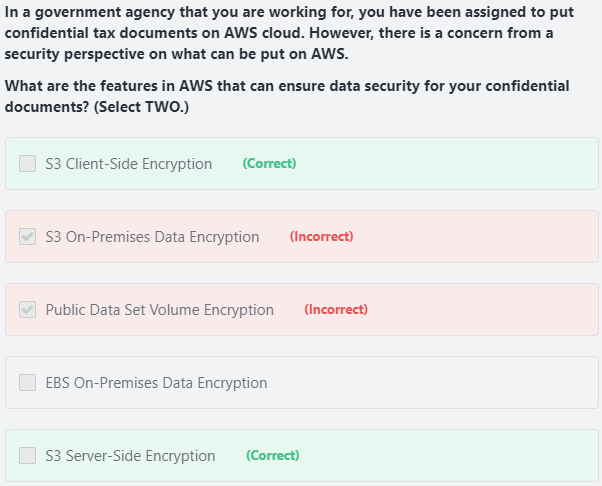 In a government agency that you are working for, you have been assigned to put
confidential tax documents on AWS cloud. However, there is a concern from a
security perspective on what can be put on AWS.
What are the features in AWS that can ensure data security for your confidential
documents? (Select TWO.)
S3 Client-Side Encryption (Correct)
S3 On-Premises Data Encryption (Incorrect)
Public Data Set Volume Encryption (Incorrect)
EBS On-Premises Data Encryption
S3 Server-Side Encryption (Correct)